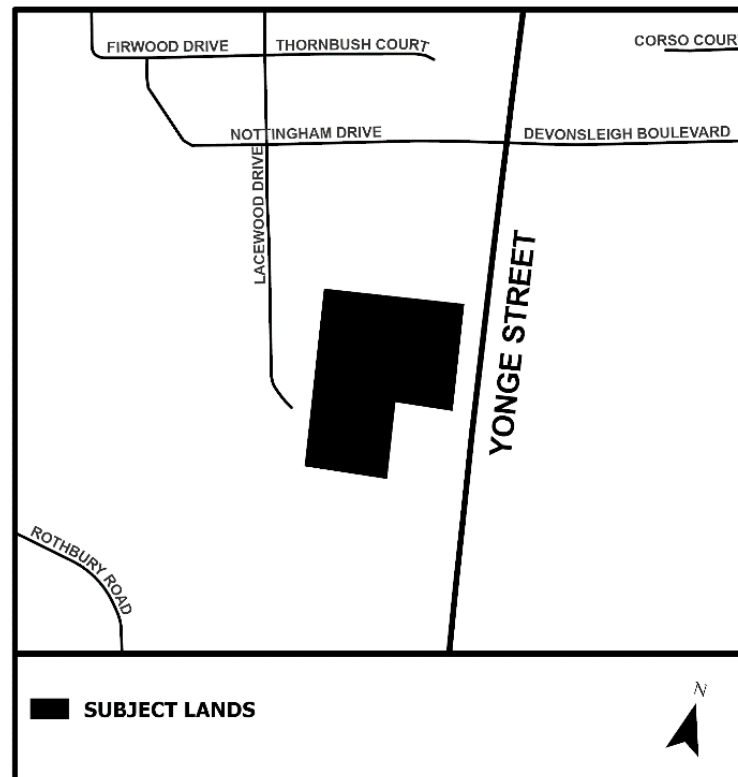 FIRWOOD DRIVE
THORNBUSH COURT
CORSO COUR
NOTTINGHAM DRIVE
DEVONSLEIGH BOULEVARD
LACEWOOD DRIVE
YONGE STREET
ROTHBURY ROAD
SUBJECT LANDS
N